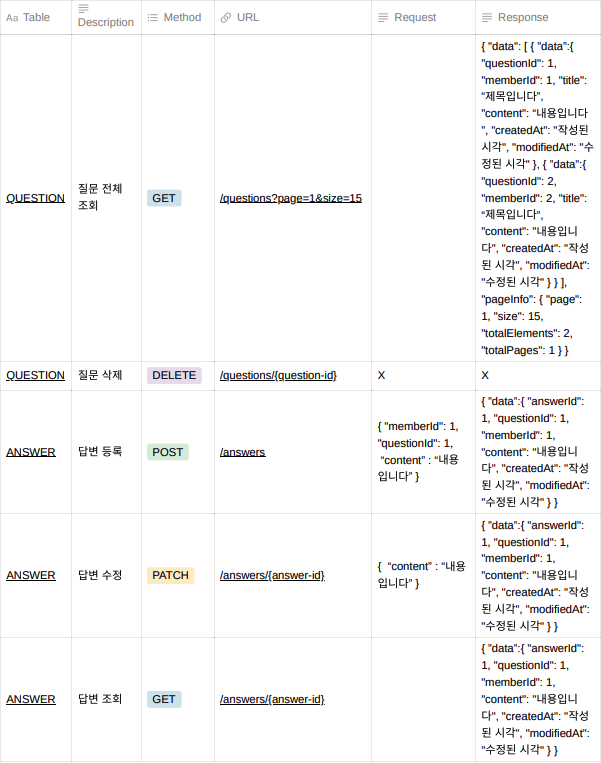 Aa Table
Description
Method
URL
Request
Response
QUESTION
질문 전체
조회
GET
/questions?page=1&size=15
{ "data": [ { "data":{
"questionId": 1,
"memberId": 1, "title":
“제목입니다”,
"content": “내용입니다
”, "createdAt": "작성된
시각", "modifiedAt": "수
정된 시각" }, { "data":{
"questionId": 2,
"memberId": 2, "title":
“제목입니다”,
"content": "내용입니
다", "createdAt": "작성
된 시각", "modifiedAt":
"수정된 시각" } } ],
"pageInfo": { "page":
1, "size": 15,
"totalElements": 2,
"totalPages": 1 } }
QUESTION
질문 삭제
DELETE
/questions/{question-id}
X
X
ANSWER
답변 등록
POST
/answers
{ "memberId": 1,
"questionId": 1,
“content” : “내용
입니다” }
{ "data":{ "answerId":
1, "questionId": 1,
"memberId": 1,
"content": "내용입니
다", "createdAt": "작성
된 시각", "modifiedAt":
"수정된 시각" } }
ANSWER
답변 수정
PATCH
/answers/{answer-id}
{ “content” : “내용
입니다” }
{ "data":{ "answerId":
1, "questionId": 1,
"memberId": 1,
"content": "내용입니
다", "createdAt": "작성
된 시각", "modifiedAt":
"수정된 시각" } }
ANSWER
답변 조회
GET
/answers/{answer-id}
{ "data":{ "answerId":
1, "questionId": 1,
"memberId": 1,
"content": "내용입니
다", "createdAt": "작성
된 시각", "modifiedAt":
"수정된 시각" } }